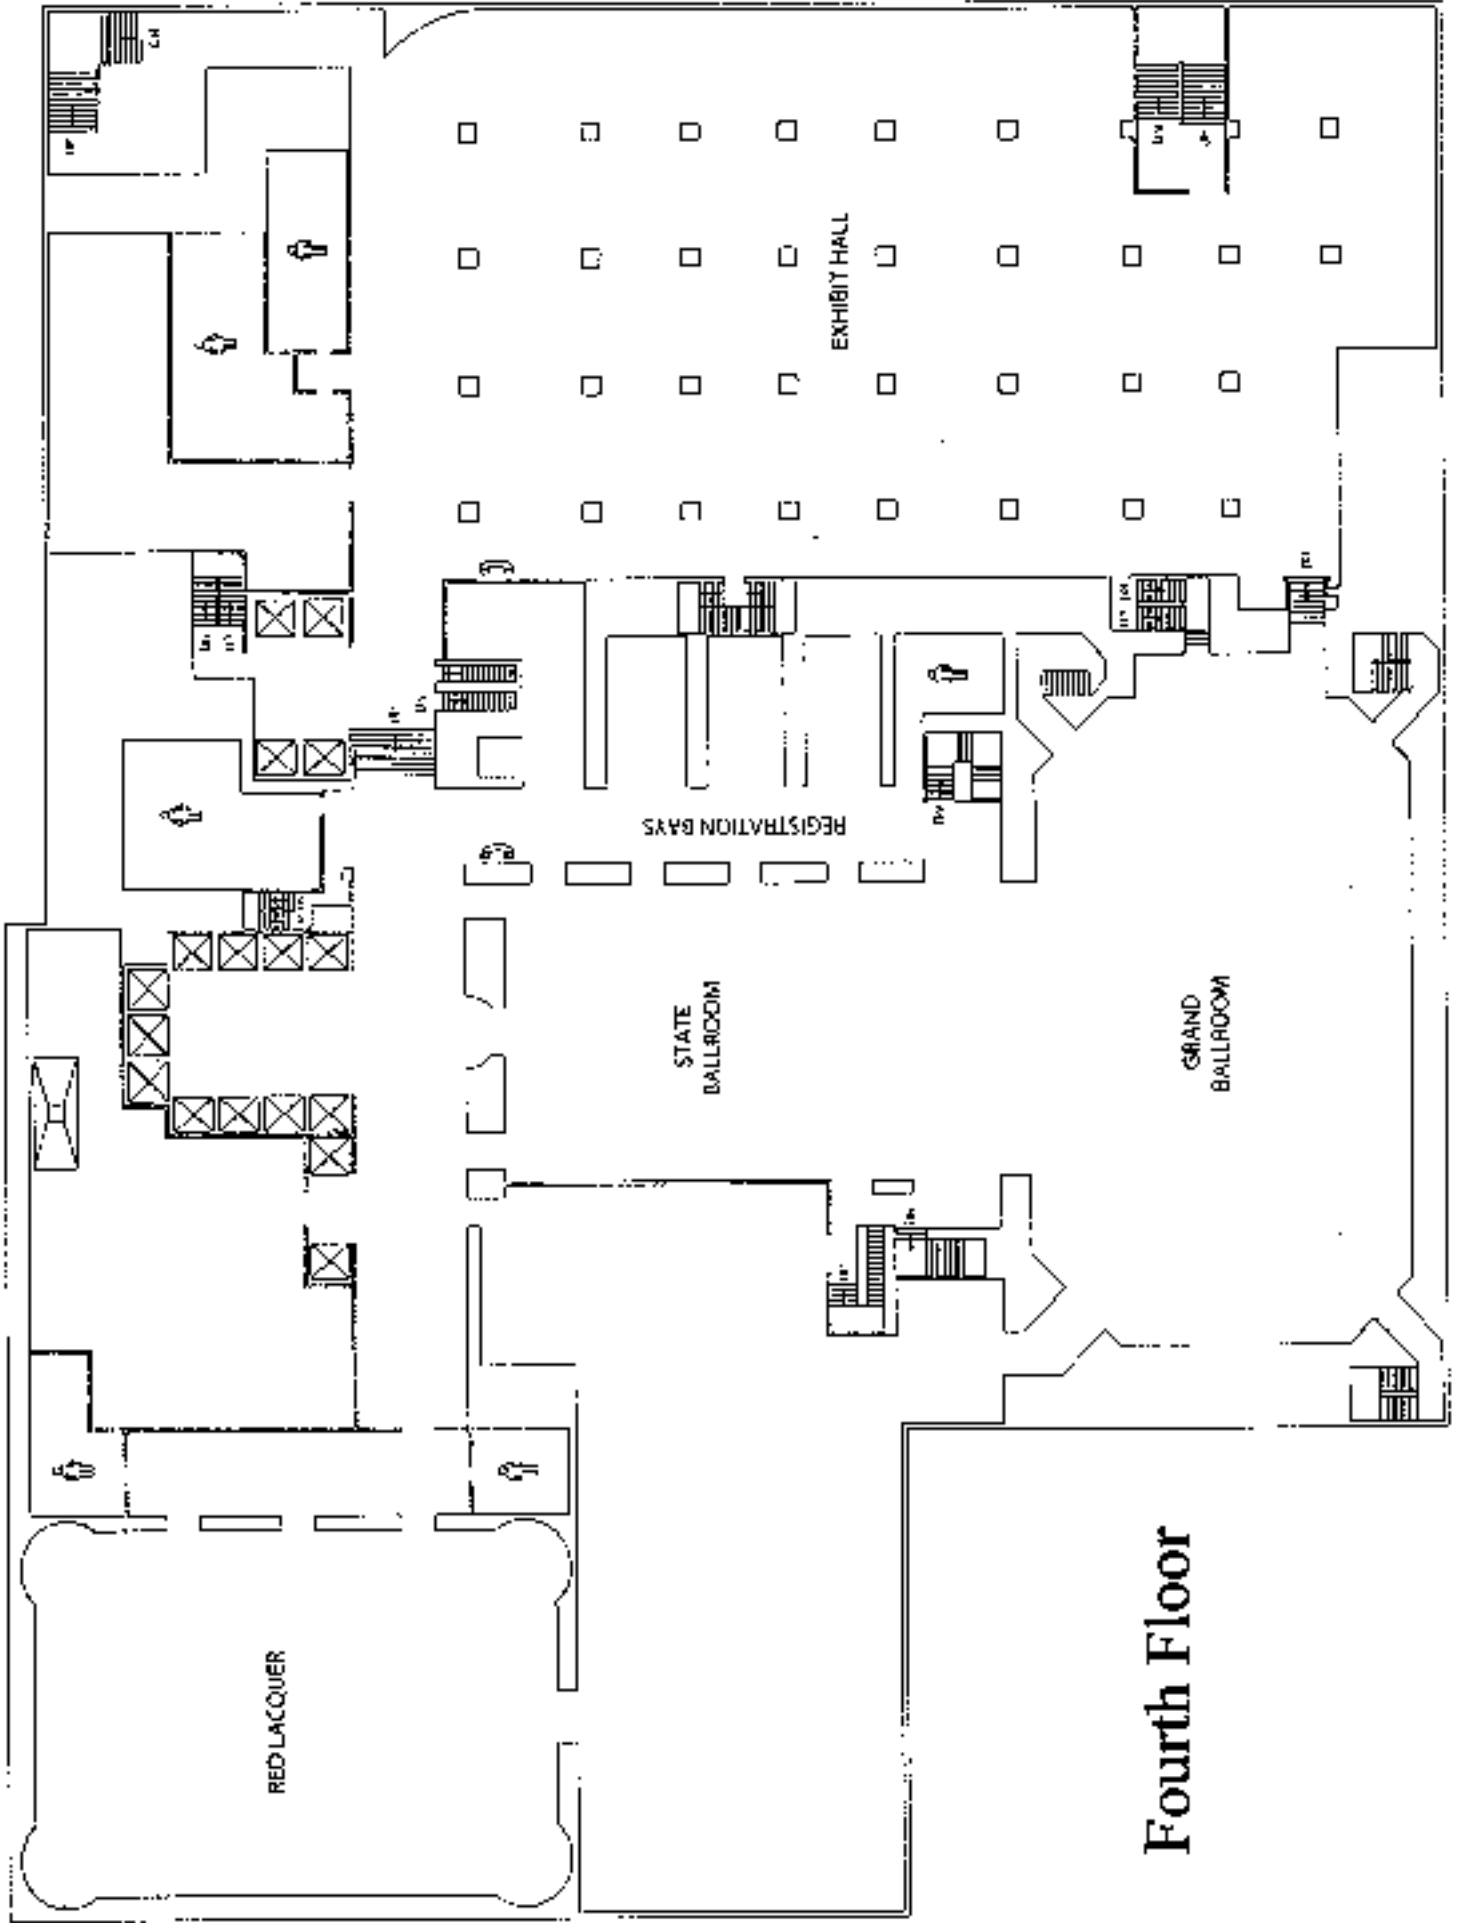 EXHIBIT HALL
REGISTRATION BAYS
STATE
BALLROOM
GRAND
BALLROOM
RED LACQUER
Fourth Floor